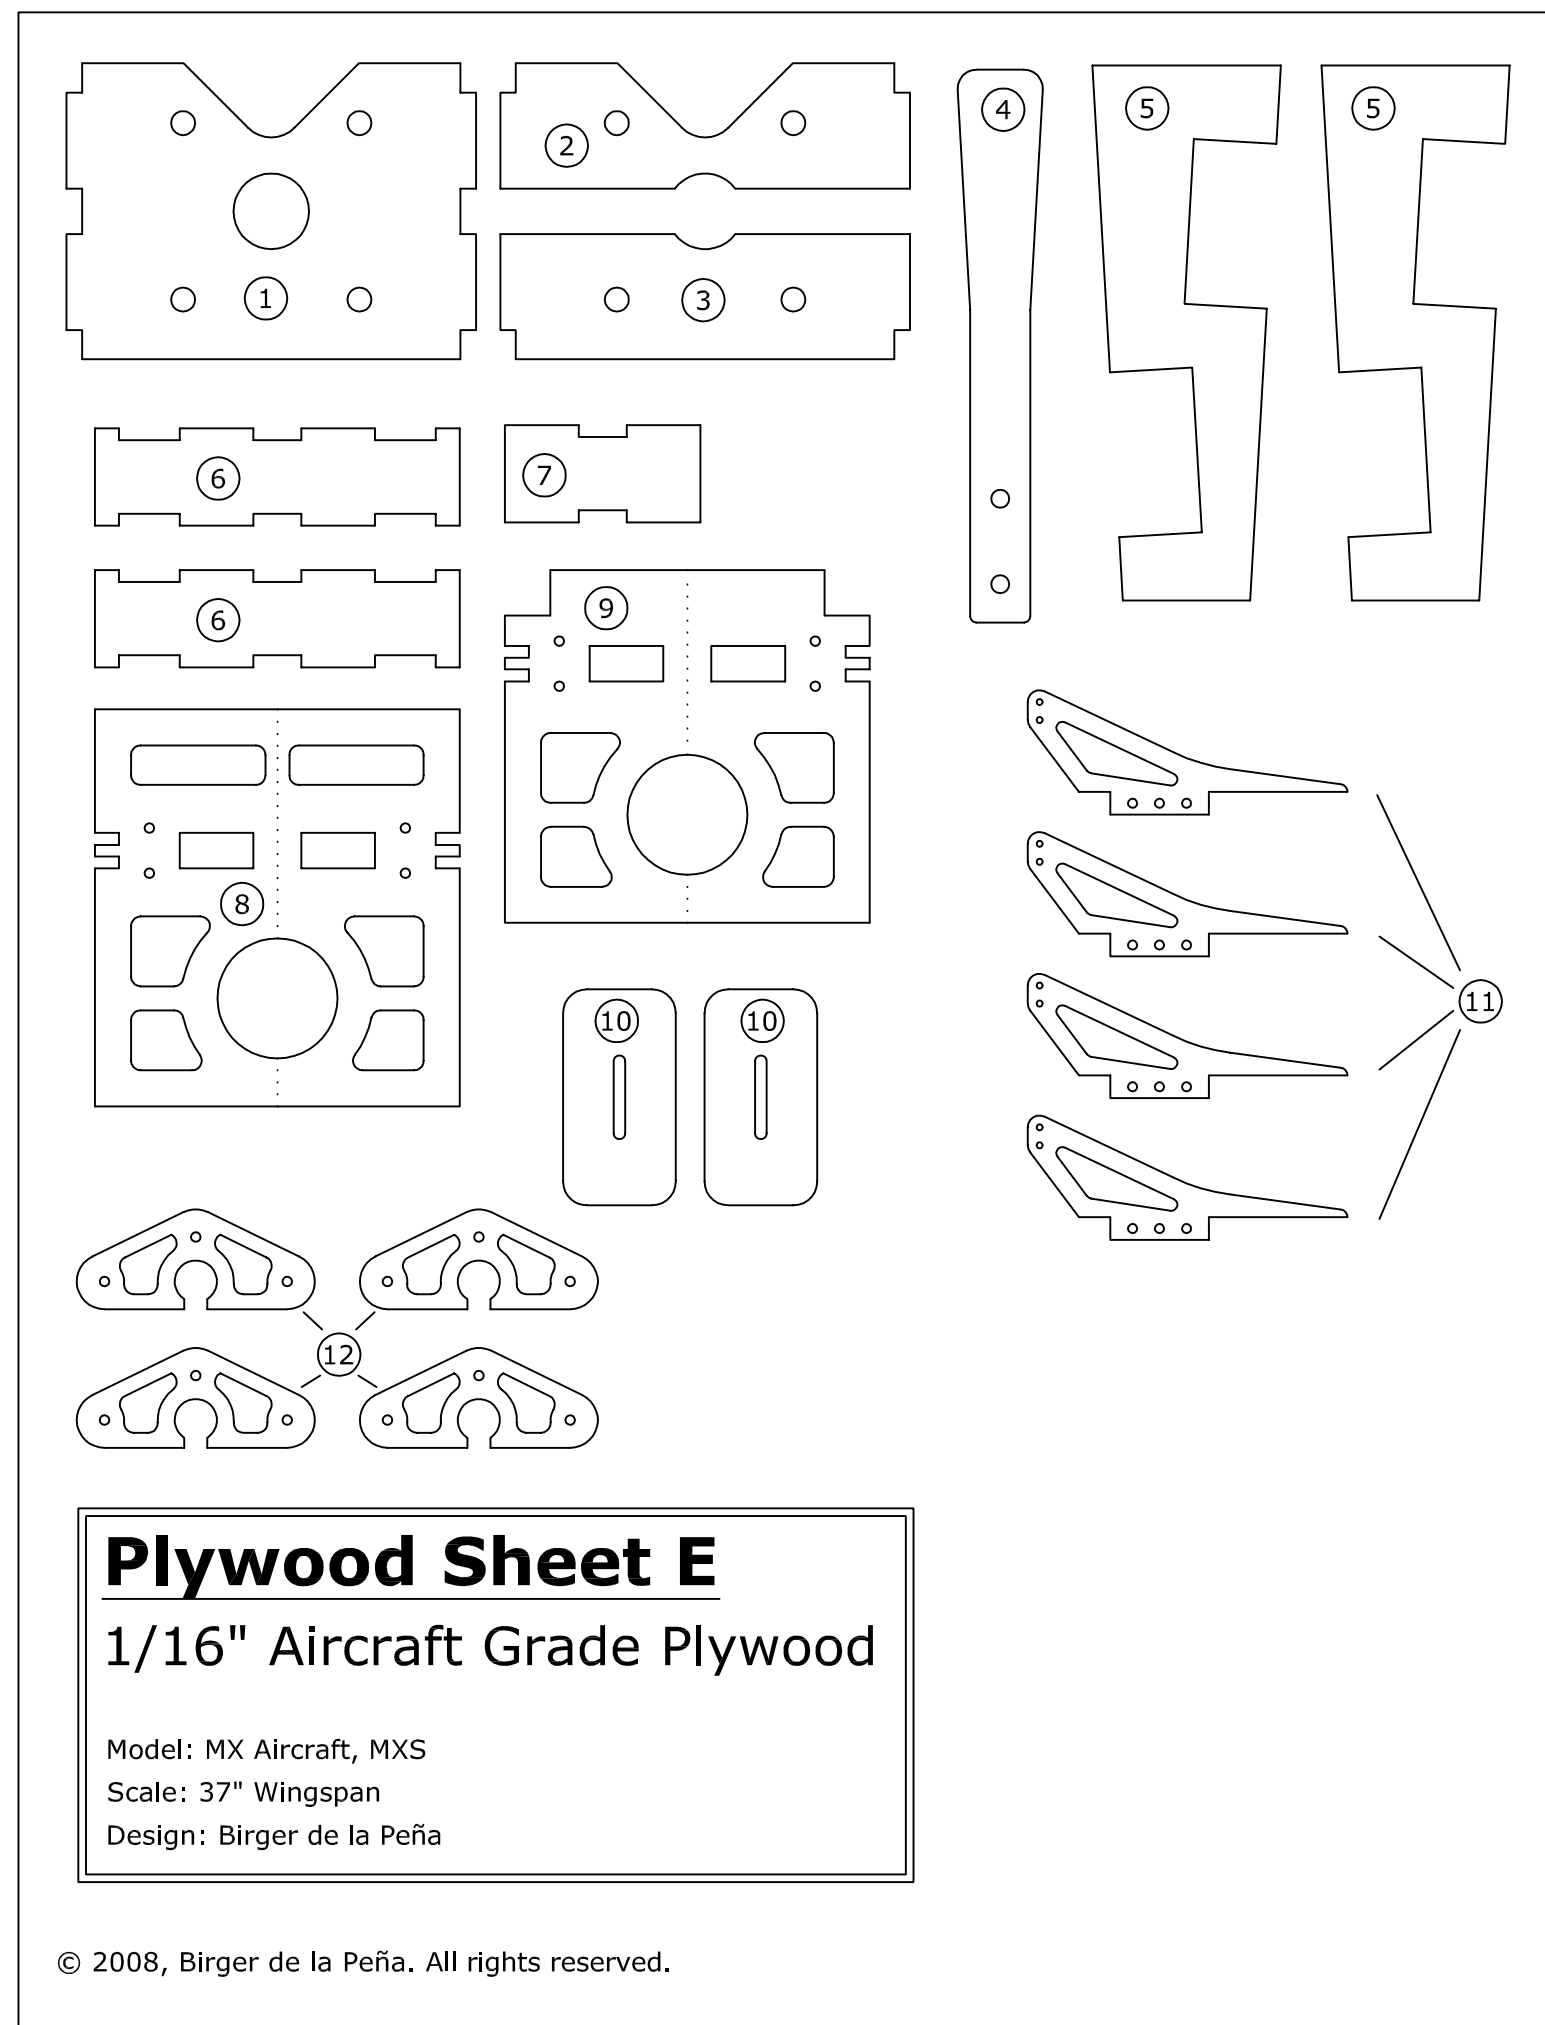 1
2
3
4
5
5
6
7
6
9
8
10
10
11
12
Plywood Sheet E
1/16" Aircraft Grade Plywood
Model: MX Aircraft, MXS
Scale: 37" Wingspan
Design: Birger de la Peña
© 2008, Birger de la Peña. All rights reserved.